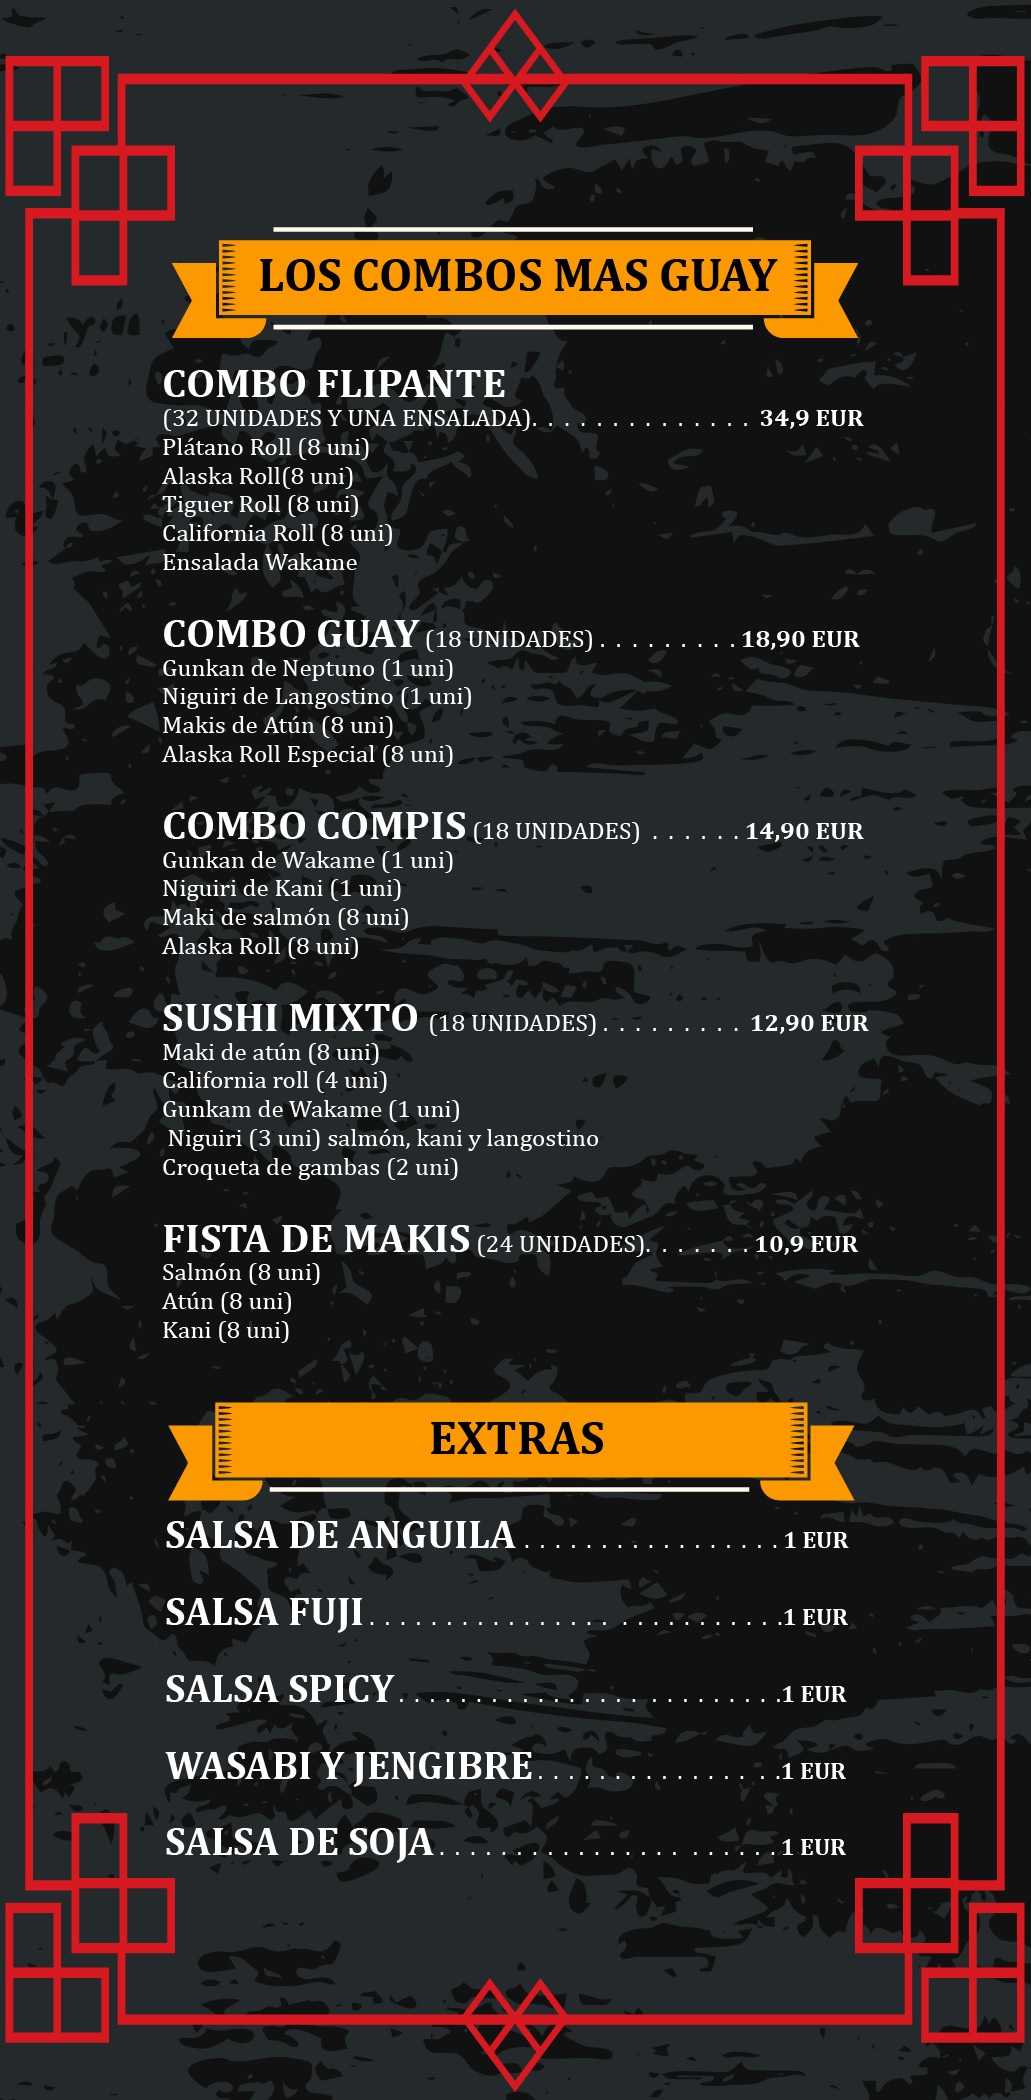 LOS COMBOS MAS GUAY
COMBO FLIPANTE
(32 UNIDADES Y UNA ENSALADA). . . . . . . . . . . . . . 34,9 EUR
Plátano Roll (8 uni)
Alaska Roll(8 uni)
Tiguer Roll (8 uni)
California Roll (8 uni)
Ensalada Wakame
COMBO GUAY (18 UNIDADES) . . . . . . . . . 18,90 EUR
Gunkan de Neptuno (1 uni)
Niguiri de Langostino (1 uni)
Makis de Atún (8 uni)
Alaska Roll Especial (8 uni)
COMBO COMPIS (18 UNIDADES) . . . . . . 14,90 EUR
Gunkan de Wakame (1 uni)
Niguiri de Kani (1 uni)
Maki de salmón (8 uni)
Alaska Roll (8 uni)
SUSHI MIXTO (18 UNIDADES) . . . . . . . . . 12,90 EUR
Maki de atún (8 uni)
California roll (4 uni)
Gunkam de Wakame (1 uni)
Niguiri (3 uni) salmón, kani y langostino
Croqueta de gambas (2 uni)
FISTA DE MAKIS (24 UNIDADES). . . . . . . 10,9 EUR
Salmón (8 uni)
Atún (8 uni)
Kani (8 uni)
EXTRAS
SALSA DE ANGUILA . . . . . . . . . . . . . . . . . 1 EUR
SALSA FUJI . . . . . . . . . . . . . . . . . . . . . . . . . . .1 EUR
SALSA SPICY . . . . . . . . . . . . . . . . . . . . . . . . .1 EUR
WASABI Y JENGIBRE . . . . . . . . . . . . . . . .1 EUR
SALSA DE SOJA . . . . . . . . . . . . . . . . . . . . . .1 EUR